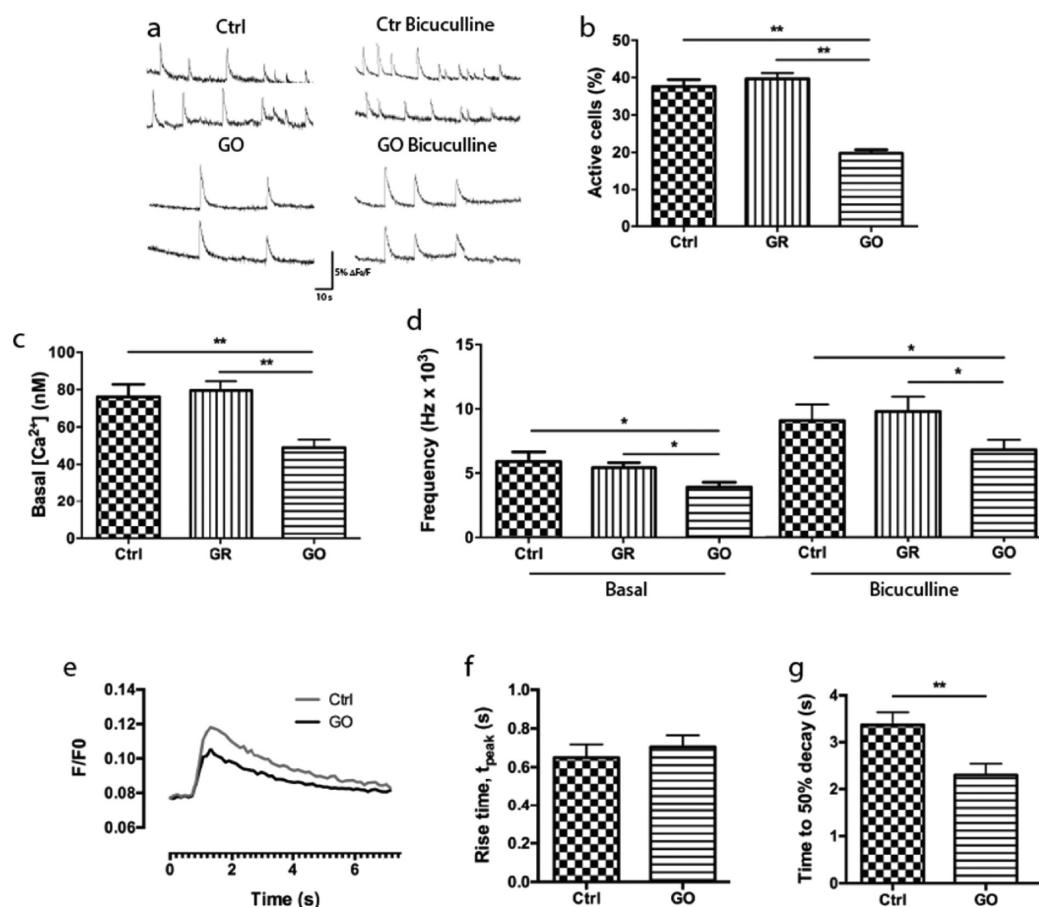 a
Ctrl
Ctr Bicuculline
GO
GO Bicuculline
5% ΔFo/F
10 s
b
Active cells (%)
50
40
30
20
10
0
**
**
Ctrl
GR
GO
c
Basal [Ca²⁺] (nM)
100
80
60
40
20
0
**
**
Ctrl
GR
GO
d
Frequency (Hz x 10³)
15
10
5
0
*
*
*
*
Ctrl
GR
GO
Ctrl
GR
GO
Basal
Bicuculline
e
F/F0
0.14
0.12
0.10
0.08
0.06
Ctrl
GO
0
2
4
6
Time (s)
f
Rise time, t_peak (s)
1.0
0.8
0.6
0.4
0.2
0.0
Ctrl
GO
g
Time to 50% decay (s)
4
3
2
1
0
**
Ctrl
GO